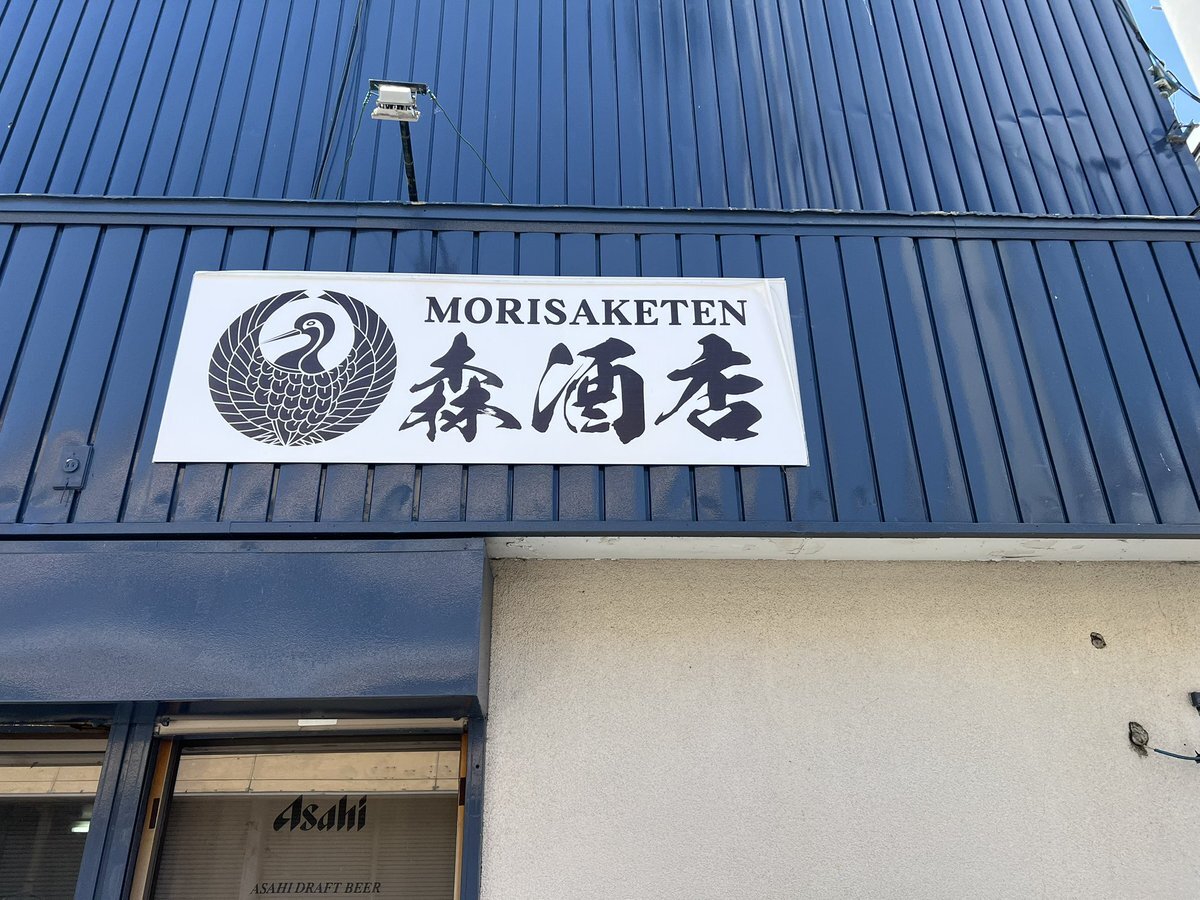 MORISAKETEN
森酒店
Asahi
ASAHI DRAFT BEER